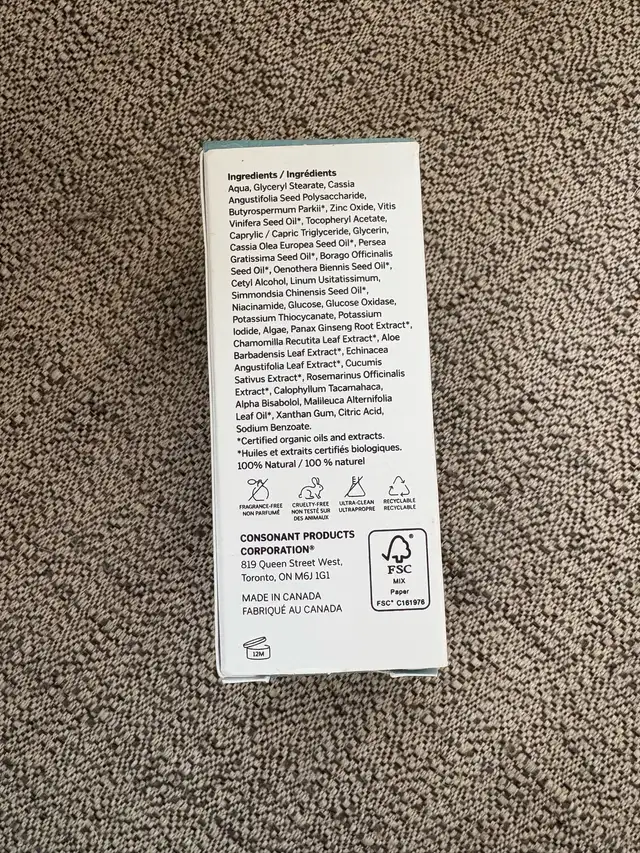 Ingredients / Ingrédients
Aqua, Glyceryl Stearate, Cassia
Angustifolia Seed Polysaccharide,
Butyrospermum Parkii*, Zinc Oxide, Vitis
Vinifera Seed Oil*, Tocopheryl Acetate,
Caprylic / Capric Triglyceride, Glycerin,
Cassia Olea Europea Seed Oil*, Persea
Gratissima Seed Oil*, Borago Officinalis
Seed Oil*, Oenothera Biennis Seed Oil*,
Cetyl Alcohol, Linum Usitatissimum,
Simmondsia Chinensis Seed Oil*,
Niacinamide, Glucose, Glucose Oxidase,
Potassium Thiocyanate, Potassium
Iodide, Algae, Panax Ginseng Root Extract*,
Chamomilla Recutita Leaf Extract*, Aloe
Barbadensis Leaf Extract*, Echinacea
Angustifolia Leaf Extract*, Cucumis
Sativus Extract*, Rosemarinus Officinalis
Extract*, Calophyllum Tacamahaca,
Alpha Bisabolol, Malileuca Alternifolia
Leaf Oil*, Xanthan Gum, Citric Acid,
Sodium Benzoate.
*Certified organic oils and extracts.
*Huiles et extraits certifiés biologiques.
100% Natural / 100 % naturel
FRAGRANCE-FREE
NON PARFUMÉ
CRUELTY-FREE
NON TESTÉ SUR
DES ANIMAUX
ULTRA-CLEAN
ULTRAPROPRE
RECYCLABLE
RECYCLABLE
CONSONANT PRODUCTS
CORPORATION®
819 Queen Street West,
Toronto, ON M6J 1G1
MADE IN CANADA
FABRIQUÉ AU CANADA
®
FSC
MIX
Paper
FSC® C161976
12M